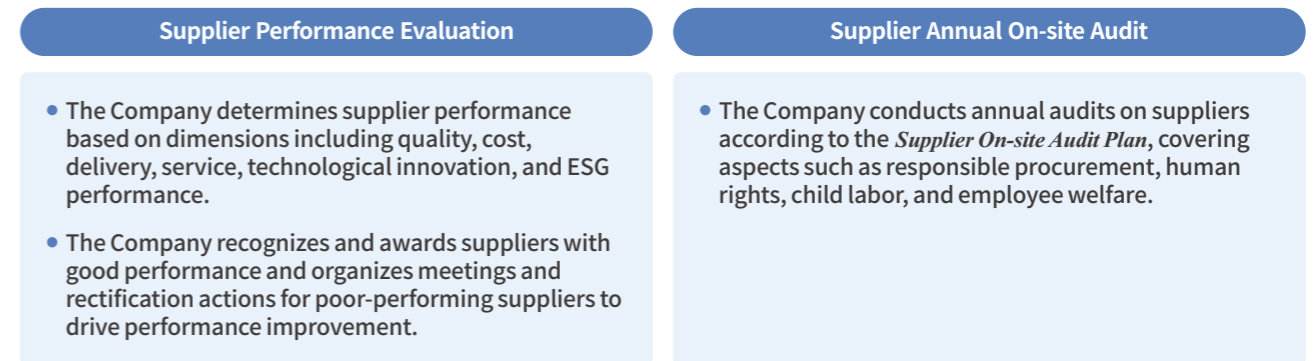 Supplier Performance Evaluation
• The Company determines supplier performance
based on dimensions including quality, cost,
delivery, service, technological innovation, and ESG
performance.
• The Company recognizes and awards suppliers with
good performance and organizes meetings and
rectification actions for poor-performing suppliers to
drive performance improvement.
Supplier Annual On-site Audit
• The Company conducts annual audits on suppliers
according to the Supplier On-site Audit Plan, covering
aspects such as responsible procurement, human
rights, child labor, and employee welfare.